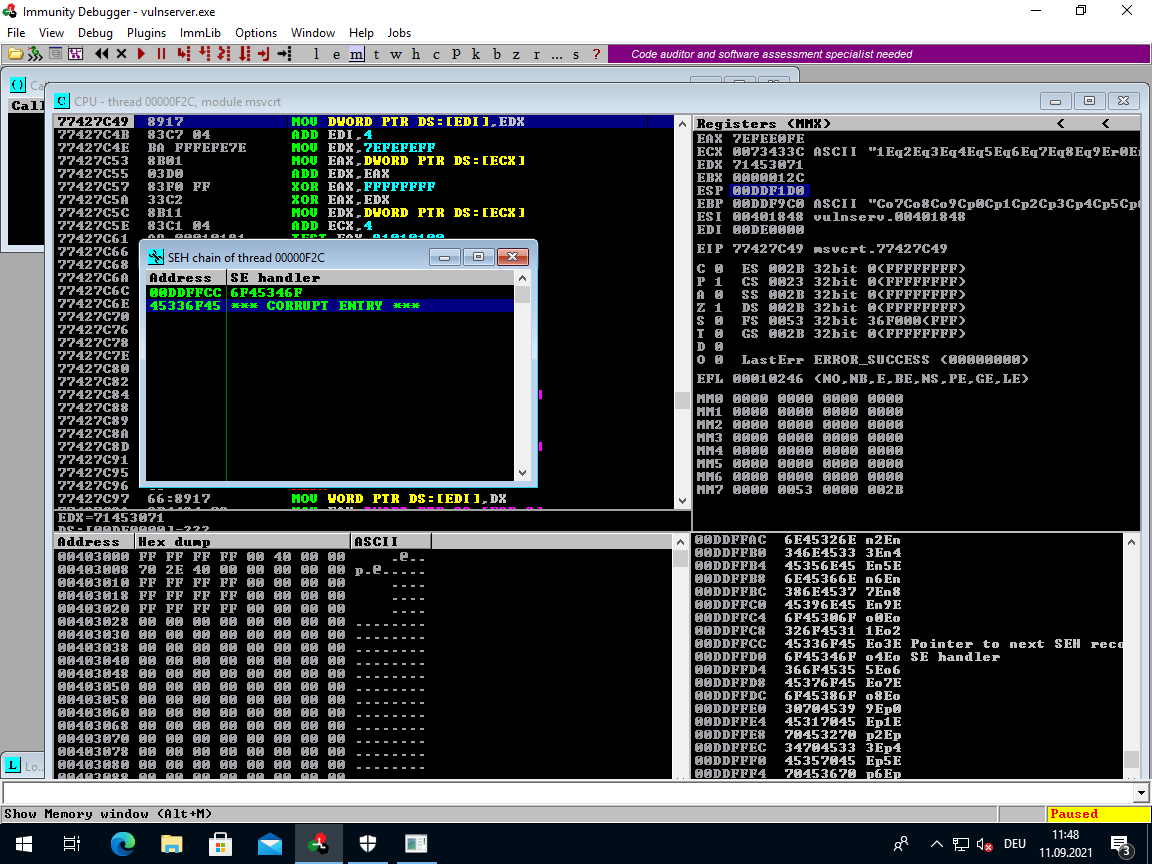 Immunity Debugger - vulnserver.exe
File View Debug Plugins ImmLib Options Window Help Jobs
l e m t w h c P k b z r ... s ?
Code auditor and software assessment specialist needed
Call
CPU - thread 00000F2C, module msvcrt
77427C49 8917 MOV DWORD PTR DS:[EDI],EDX
77427C4B 83C7 04 ADD EDI,4
77427C4E BA FFFEFE7E MOV EDX,7EFEFEFF
77427C53 8B01 MOV EAX,DWORD PTR DS:[ECX]
77427C55 03D0 ADD EDX,EAX
77427C57 83F0 FF XOR EAX,FFFFFFFF
77427C5A 33C2 XOR EAX,EDX
77427C5C 8B11 MOV EDX,DWORD PTR DS:[ECX]
77427C5E 83C1 04 ADD ECX,4
77427C61 A9 00010181 TEST EAX,81010100
77427C66
77427C68
77427C6A
77427C6C
77427C6E
77427C70
77427C76
77427C78
77427C7E
77427C80
77427C82
77427C84
77427C88
77427C89
77427C8A
77427C8D
77427C91
77427C95
77427C96
77427C97 66:8917 MOV WORD PTR DS:[EDI],DX
EDX=71453071
DS:[00DE0000]=???
SEH chain of thread 00000F2C
Address SE handler
00DDFFCC 6F45346F
45336F45 *** CORRUPT ENTRY ***
Registers (MMX) < <
EAX 7EFEE0FE
ECX 0073433C ASCII "1Eq2Eq3Eq4Eq5Eq6Eq7Eq8Eq9Er0Er
EDX 71453071
EBX 0000012C
ESP 00DDF1D0
EBP 00DDF9C0 ASCII "Co7Co8Co9Cp0Cp1Cp2Cp3Cp4Cp5Cp6
ESI 00401848 vulnserv.00401848
EDI 00DE0000
EIP 77427C49 msvcrt.77427C49
C 0 ES 002B 32bit 0(FFFFFFFF)
P 1 CS 0023 32bit 0(FFFFFFFF)
A 0 SS 002B 32bit 0(FFFFFFFF)
Z 1 DS 002B 32bit 0(FFFFFFFF)
S 0 FS 0053 32bit 36F000(FFF)
T 0 GS 002B 32bit 0(FFFFFFFF)
D 0
O 0 LastErr ERROR_SUCCESS (00000000)
EFL 00010246 (NO,NB,E,BE,NS,PE,GE,LE)
MM0 0000 0000 0000 0000
MM1 0000 0000 0000 0000
MM2 0000 0000 0000 0000
MM3 0000 0000 0000 0000
MM4 0000 0000 0000 0000
MM5 0000 0000 0000 0000
MM6 0000 0000 0000 0000
MM7 0000 0053 0000 002B
Address Hex dump ASCII
00403000 FF FF FF FF 00 40 00 00 .@..
00403008 70 2E 40 00 00 00 00 00 p.@.....
00403010 FF FF FF FF 00 00 00 00 ....
00403018 FF FF FF FF 00 00 00 00 ....
00403020 FF FF FF FF 00 00 00 00 ....
00403028 00 00 00 00 00 00 00 00 ........
00403030 00 00 00 00 00 00 00 00 ........
00403038 00 00 00 00 00 00 00 00 ........
00403040 00 00 00 00 00 00 00 00 ........
00403048 00 00 00 00 00 00 00 00 ........
00403050 00 00 00 00 00 00 00 00 ........
00403058 00 00 00 00 00 00 00 00 ........
00403060 00 00 00 00 00 00 00 00 ........
00403068 00 00 00 00 00 00 00 00 ........
00403070 00 00 00 00 00 00 00 00 ........
00403078 00 00 00 00 00 00 00 00 ........
00403080 00 00 00 00 00 00 00 00 ........
00403088 00 00 00 00 00 00 00 00 ........
00DDFFAC 6E45326E n2En
00DDFFB0 346E4533 3En4
00DDFFB4 45356E45 En5E
00DDFFB8 6E45366E n6En
00DDFFBC 386E4537 7En8
00DDFFC0 45396E45 En9E
00DDFFC4 6F45306F o0Eo
00DDFFC8 326F4531 1Eo2
00DDFFCC 45336F45 Eo3E Pointer to next SEH reco
00DDFFD0 6F45346F o4Eo SE handler
00DDFFD4 366F4535 5Eo6
00DDFFD8 45376F45 Eo7E
00DDFFDC 6F45386F o8Eo
00DDFFE0 30704539 9Ep0
00DDFFE4 45317045 Ep1E
00DDFFE8 70453270 p2Ep
00DDFFEC 34704533 3Ep4
00DDFFF0 45357045 Ep5E
00DDFFF4 70453670 p6Ep
L Lo...
Show Memory window (Alt+M)
Paused
DEU
11:48
11.09.2021
3